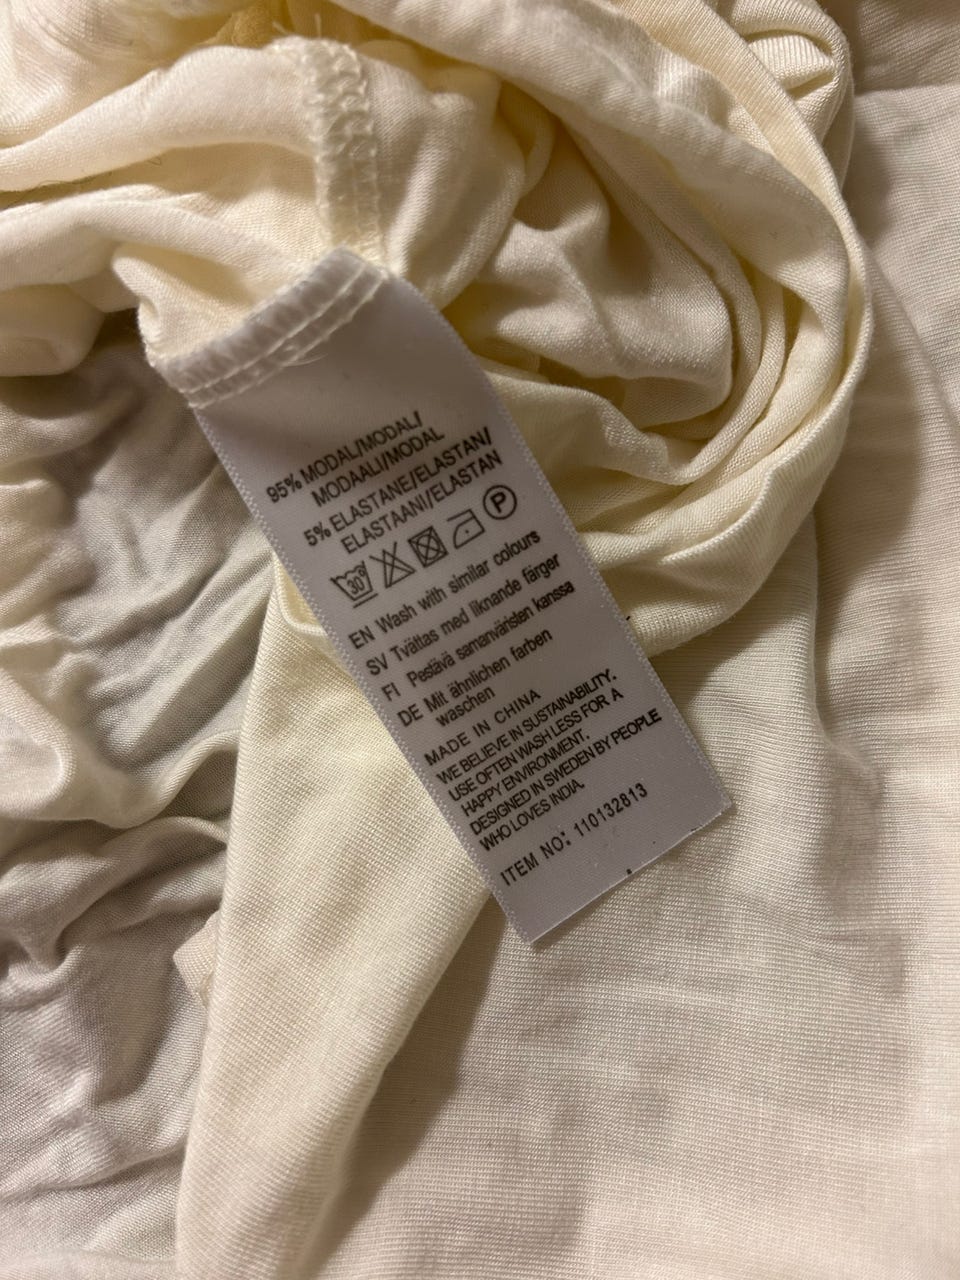 95% MODAL/MODAL/
MODAALI/MODAL
5% ELASTANE/ELASTAN/
ELASTAANI/ELASTAN
30 P
EN Wash with similar colours
SV Tvättas med liknande färger
FI Pestävä samanväristen kanssa
DE Mit ähnlichen farben
waschen
MADE IN CHINA
WE BELIEVE IN SUSTAINABILITY.
USE OFTEN WASH LESS FOR A
HAPPY ENVIRONMENT.
DESIGNED IN SWEDEN BY PEOPLE
WHO LOVES INDIA.
ITEM NO: 110132813